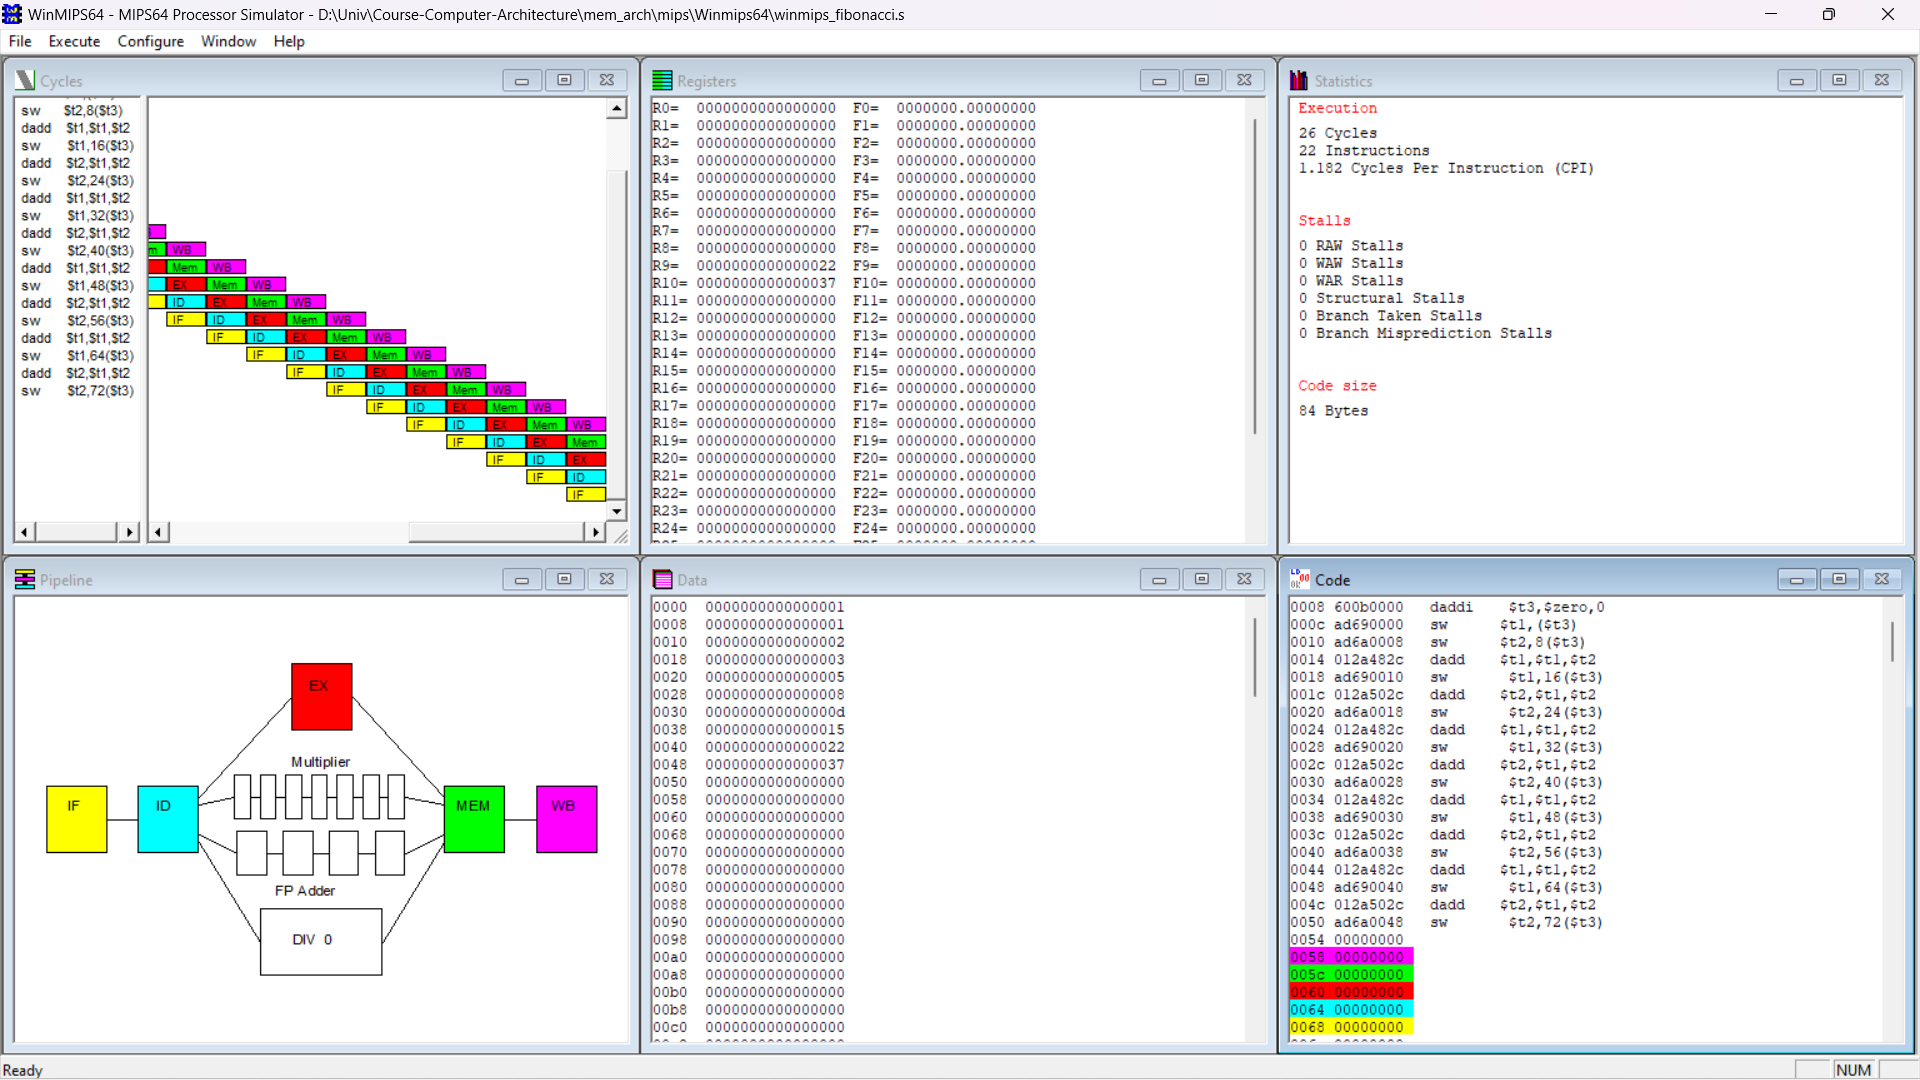 WinMIPS64 - MIPS64 Processor Simulator - D:\Univ\Course-Computer-Architecture\mem_arch\mips\Winmips64\winmips_fibonacci.s
File Execute Configure Window Help
Cycles
sw $t2,8($t3)
dadd $t1,$t1,$t2
sw $t1,16($t3)
dadd $t2,$t1,$t2
sw $t2,24($t3)
dadd $t1,$t1,$t2
sw $t1,32($t3)
dadd $t2,$t1,$t2
sw $t2,40($t3)
dadd $t1,$t1,$t2
sw $t1,48($t3)
dadd $t2,$t1,$t2
sw $t2,56($t3)
dadd $t1,$t1,$t2
sw $t1,64($t3)
dadd $t2,$t1,$t2
sw $t2,72($t3)
WB
Mem WB
EX Mem WB
ID EX Mem WB
IF ID EX Mem WB
IF ID EX Mem WB
IF ID EX Mem WB
IF ID EX Mem WB
IF ID EX Mem WB
IF ID EX Mem WB
IF ID EX Mem WB
IF ID EX Mem
IF ID EX
IF ID
IF
Registers
R0= 0000000000000000 F0= 0000000.00000000
R1= 0000000000000000 F1= 0000000.00000000
R2= 0000000000000000 F2= 0000000.00000000
R3= 0000000000000000 F3= 0000000.00000000
R4= 0000000000000000 F4= 0000000.00000000
R5= 0000000000000000 F5= 0000000.00000000
R6= 0000000000000000 F6= 0000000.00000000
R7= 0000000000000000 F7= 0000000.00000000
R8= 0000000000000000 F8= 0000000.00000000
R9= 0000000000000022 F9= 0000000.00000000
R10= 0000000000000037 F10= 0000000.00000000
R11= 0000000000000000 F11= 0000000.00000000
R12= 0000000000000000 F12= 0000000.00000000
R13= 0000000000000000 F13= 0000000.00000000
R14= 0000000000000000 F14= 0000000.00000000
R15= 0000000000000000 F15= 0000000.00000000
R16= 0000000000000000 F16= 0000000.00000000
R17= 0000000000000000 F17= 0000000.00000000
R18= 0000000000000000 F18= 0000000.00000000
R19= 0000000000000000 F19= 0000000.00000000
R20= 0000000000000000 F20= 0000000.00000000
R21= 0000000000000000 F21= 0000000.00000000
R22= 0000000000000000 F22= 0000000.00000000
R23= 0000000000000000 F23= 0000000.00000000
R24= 0000000000000000 F24= 0000000.00000000
Statistics
Execution
26 Cycles
22 Instructions
1.182 Cycles Per Instruction (CPI)
Stalls
0 RAW Stalls
0 WAW Stalls
0 WAR Stalls
0 Structural Stalls
0 Branch Taken Stalls
0 Branch Misprediction Stalls
Code size
84 Bytes
Pipeline
EX
Multiplier
IF ID MEM WB
FP Adder
DIV 0
Data
0000 0000000000000001
0008 0000000000000001
0010 0000000000000002
0018 0000000000000003
0020 0000000000000005
0028 0000000000000008
0030 000000000000000d
0038 0000000000000015
0040 0000000000000022
0048 0000000000000037
0050 0000000000000000
0058 0000000000000000
0060 0000000000000000
0068 0000000000000000
0070 0000000000000000
0078 0000000000000000
0080 0000000000000000
0088 0000000000000000
0090 0000000000000000
0098 0000000000000000
00a0 0000000000000000
00a8 0000000000000000
00b0 0000000000000000
00b8 0000000000000000
00c0 0000000000000000
Code
0008 600b0000 daddi $t3,$zero,0
000c ad690000 sw $t1,($t3)
0010 ad6a0008 sw $t2,8($t3)
0014 012a482c dadd $t1,$t1,$t2
0018 ad690010 sw $t1,16($t3)
001c 012a502c dadd $t2,$t1,$t2
0020 ad6a0018 sw $t2,24($t3)
0024 012a482c dadd $t1,$t1,$t2
0028 ad690020 sw $t1,32($t3)
002c 012a502c dadd $t2,$t1,$t2
0030 ad6a0028 sw $t2,40($t3)
0034 012a482c dadd $t1,$t1,$t2
0038 ad690030 sw $t1,48($t3)
003c 012a502c dadd $t2,$t1,$t2
0040 ad6a0038 sw $t2,56($t3)
0044 012a482c dadd $t1,$t1,$t2
0048 ad690040 sw $t1,64($t3)
004c 012a502c dadd $t2,$t1,$t2
0050 ad6a0048 sw $t2,72($t3)
0054 00000000
0058 00000000
005c 00000000
0060 00000000
0064 00000000
0068 00000000
Ready
NUM